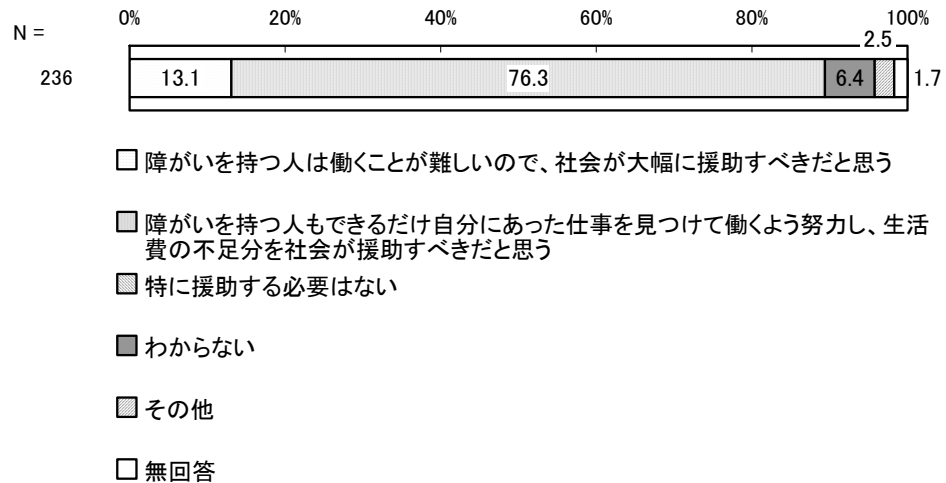 0% 20% 40% 60% 80% 100%
N =
2.5
236 13.1 76.3 6.4 1.7
障がいを持つ人は働くことが難しいので、社会が大幅に援助すべきだと思う
障がいを持つ人もできるだけ自分にあった仕事を見つけて働くよう努力し、生活
費の不足分を社会が援助すべきだと思う
特に援助する必要はない
わからない
その他
無回答